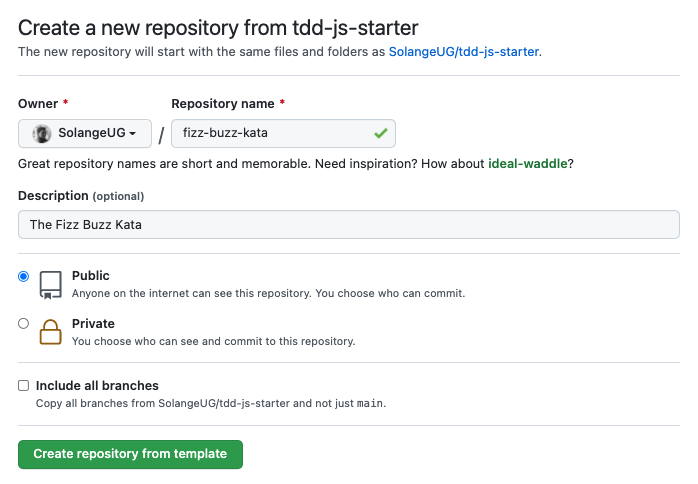 Create a new repository from tdd-js-starter
The new repository will start with the same files and folders as SolangeUG/tdd-js-starter.
Owner * Repository name *
SolangeUG / fizz-buzz-kata
Great repository names are short and memorable. Need inspiration? How about ideal-waddle?
Description (optional)
The Fizz Buzz Kata
Public
Anyone on the internet can see this repository. You choose who can commit.
Private
You choose who can see and commit to this repository.
Include all branches
Copy all branches from SolangeUG/tdd-js-starter and not just main.
Create repository from template